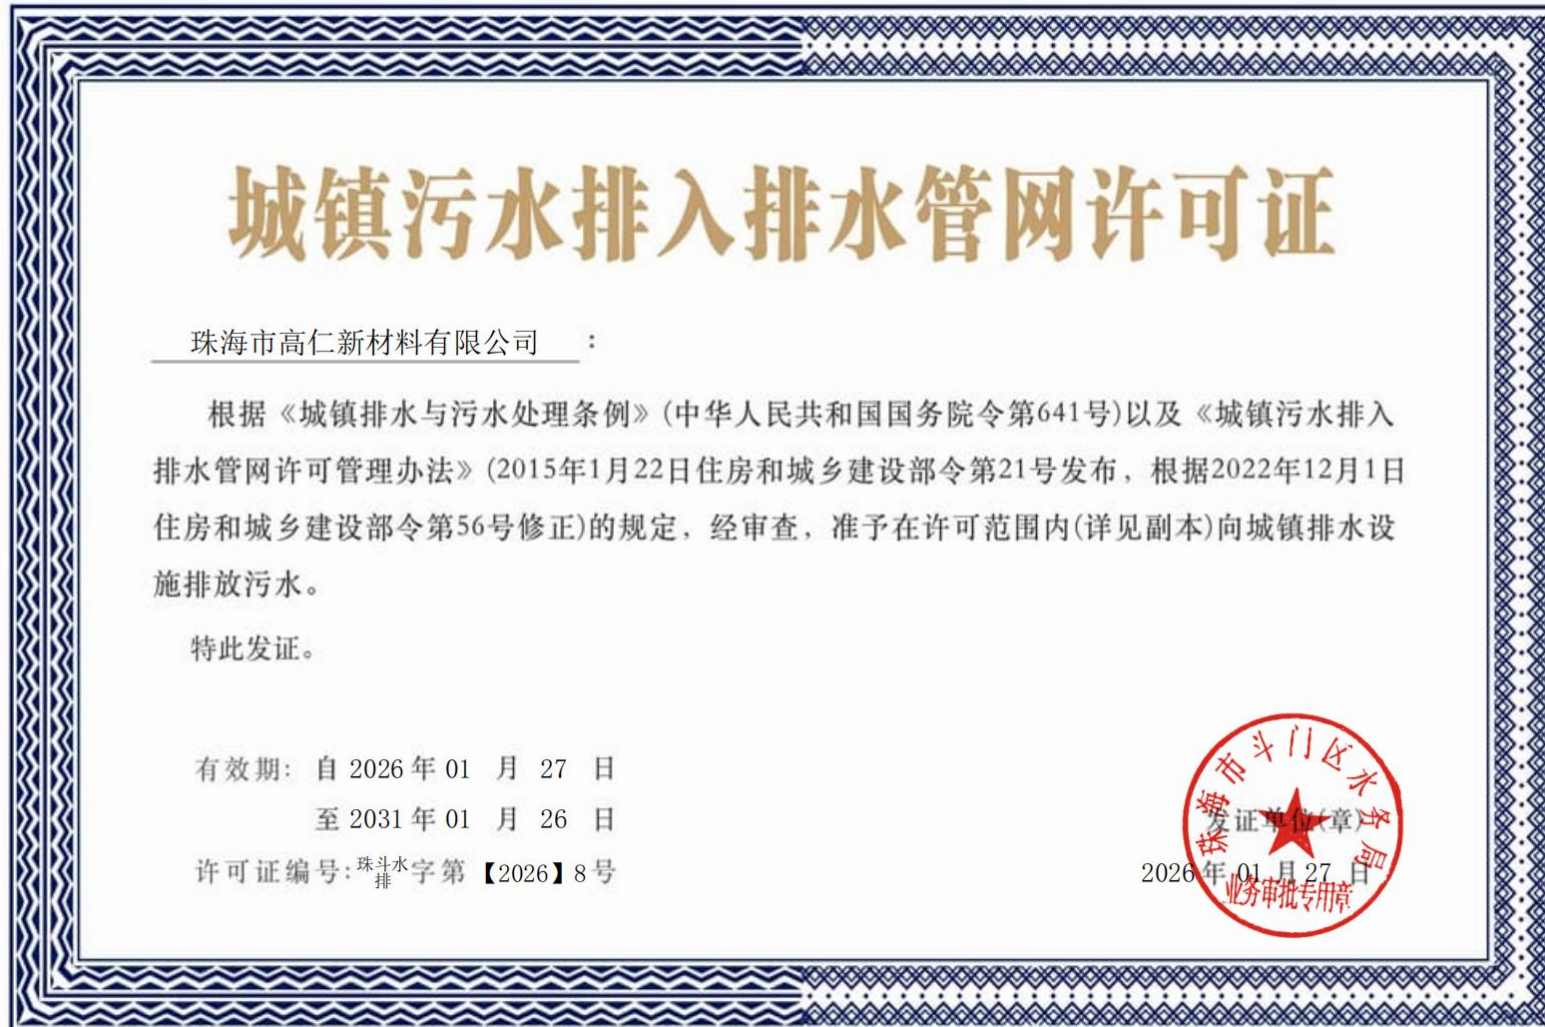 城镇污水排入排水管网许可证
珠海市高仁新材料有限公司：
根据《城镇排水与污水处理条例》(中华人民共和国国务院令第641号)以及《城镇污水排入
排水管网许可管理办法》(2015年1月22日住房和城乡建设部令第21号发布，根据2022年12月1日
住房和城乡建设部令第56号修正)的规定，经审查，准予在许可范围内(详见副本)向城镇排水设
施排放污水。
特此发证。
有效期：自 2026 年 01 月 27 日
至 2031 年 01 月 26 日
许可证编号：珠斗水排字第【2026】8号
珠海市斗门区水务局
发证单位(章)
2026 年 01 月 27 日
业务审批专用章